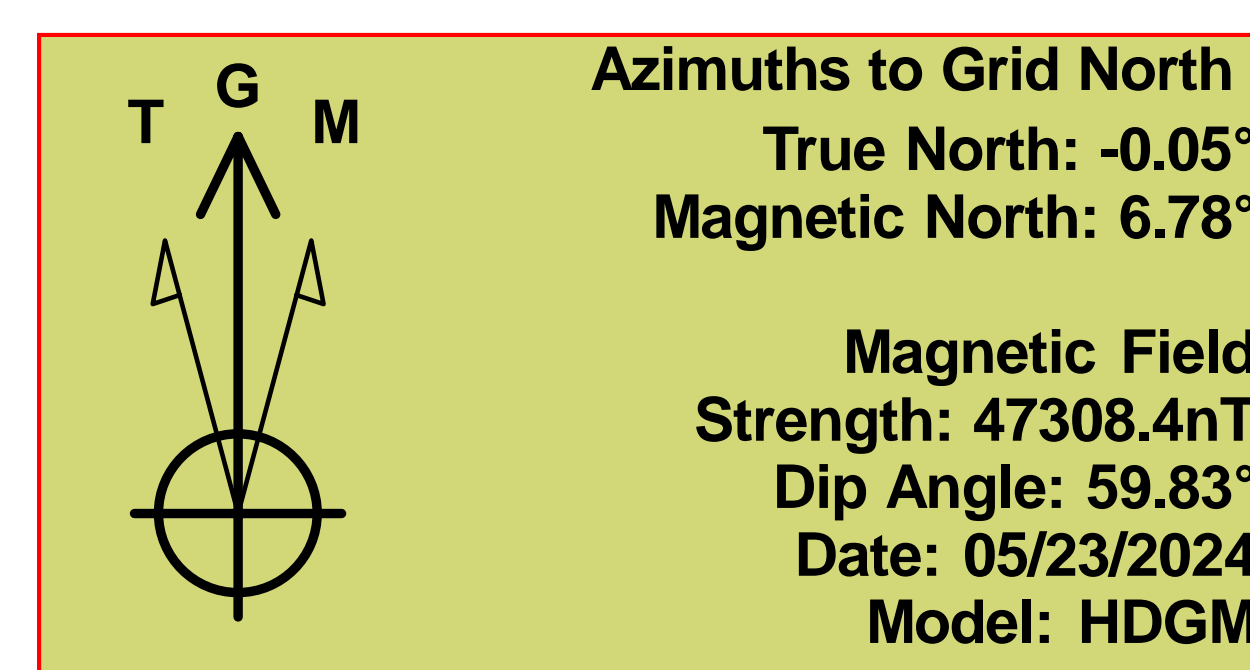 T G M
Azimuths to Grid North
True North: -0.05°
Magnetic North: 6.78°
Magnetic Field
Strength: 47308.4nT
Dip Angle: 59.83°
Date: 05/23/2024
Model: HDGM